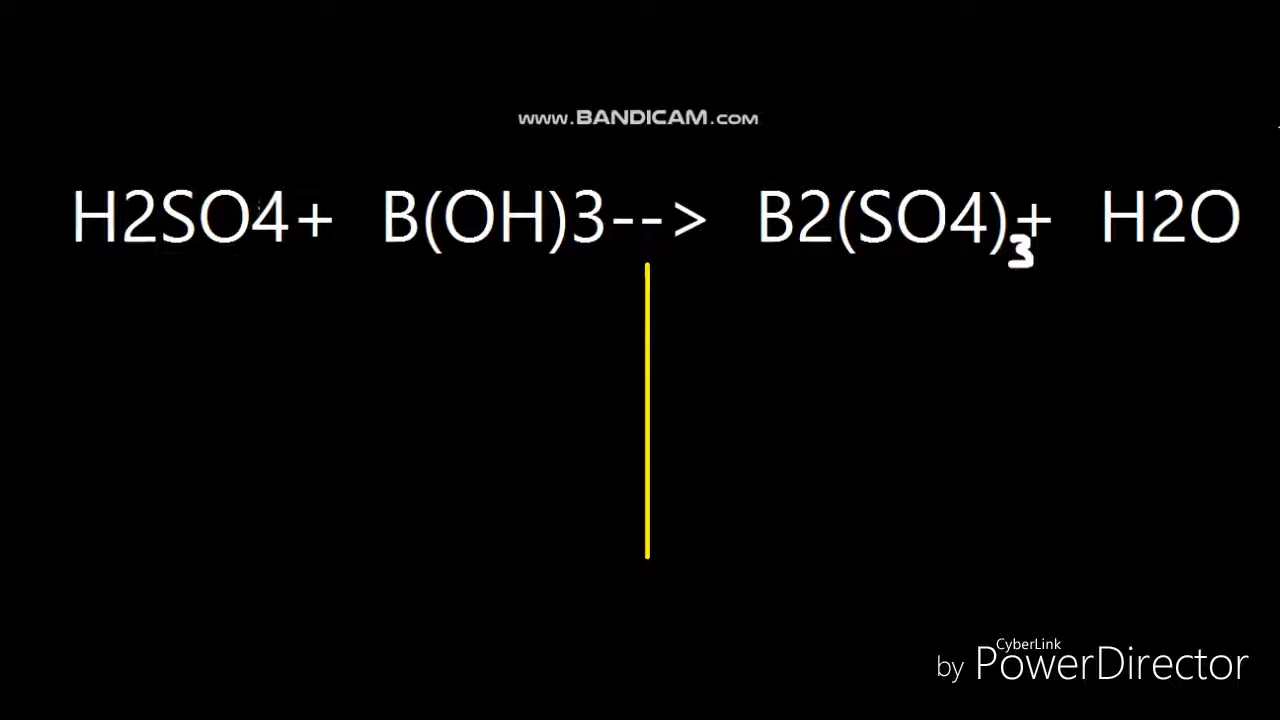 www.BANDICAM.com
H2SO4+ B(OH)3--> B2(SO4)3+ H2O
CyberLink
by PowerDirector